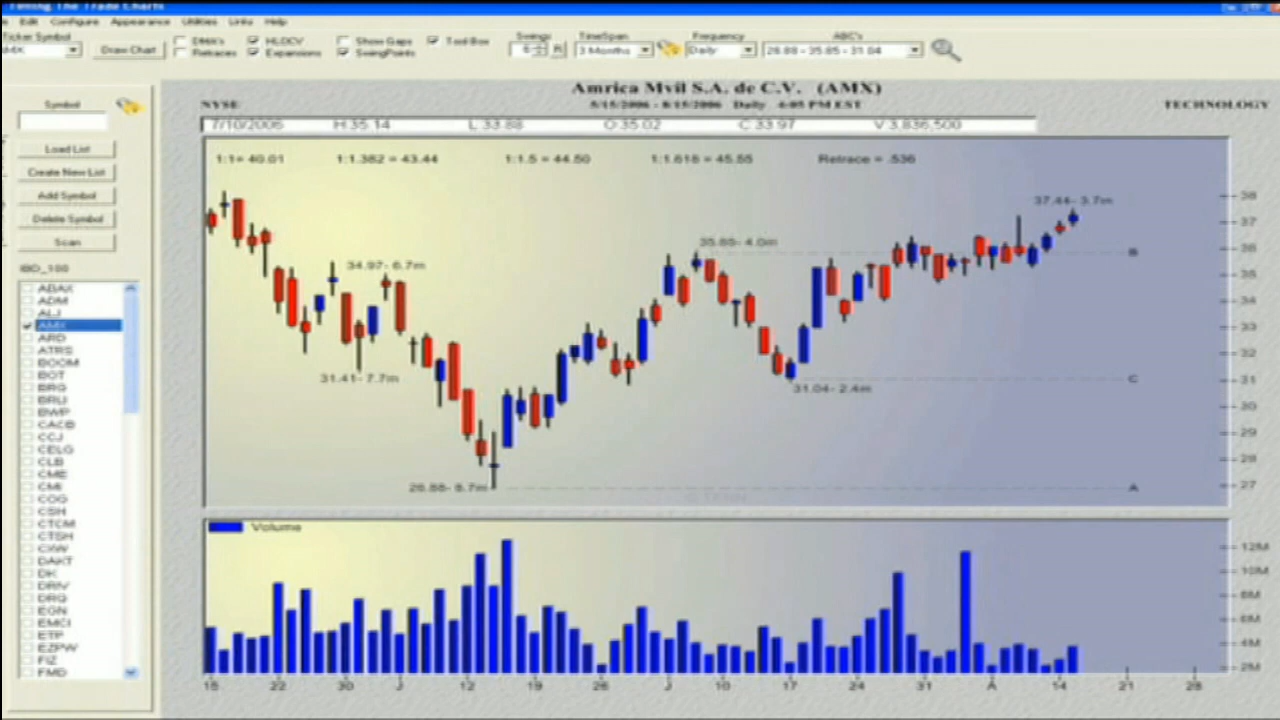 Timing The Trade Charts
Edit Configure Appearance Utilities Links Help
Ticker Symbol
AMX
Draw Chart
DMA's
Retraces
HLOCV
Expansions
Show Gaps
SwingPoints
Tool Box
Swings
6
R
TimeSpan
3 Months
Frequency
Daily
ABC's
26.88 - 35.85 - 31.04
Amrica Mvil S.A. de C.V. (AMX)
NYSE
5/15/2006 - 8/15/2006 Daily 4:05 PM EST
TECHNOLOGY
7/10/2006 H:35.14 L:33.88 O:35.02 C:33.97 V:3,836,500
1:1= 40.01 1:1.382 = 43.44 1:1.5 = 44.50 1:1.618 = 45.55 Retrace = .536
Symbol
Load List
Create New List
Add Symbol
Delete Symbol
Scan
IBD_100
ABAX
ADM
ALJ
AMX
ARD
ATRS
BOOM
BOT
BRG
BRLI
BWP
CACB
CCJ
CELG
CLB
CME
CMI
COG
CSH
CTCM
CTSH
CXW
DAKT
DK
DRIV
DRQ
EGN
EMCI
ETP
EZPW
FIZ
FMD
37.44- 3.7m
35.85- 4.0m
34.97- 6.7m
31.41- 7.7m
31.04- 2.4m
26.88- 8.7m
B
C
A
38
37
36
35
34
33
32
31
30
29
28
27
Volume
12M
10M
8M
6M
4M
2M
15 22 30 J 12 19 26 J 10 17 24 31 A 14 21 28